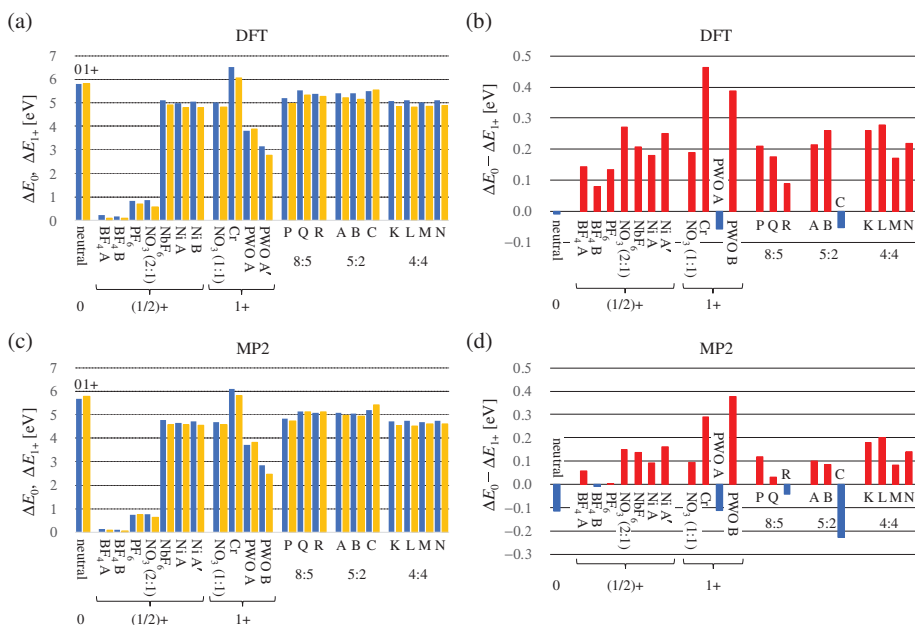 (a)
DFT
ΔE0, ΔE1+ [eV]
7
6
5
4
3
2
1
0
01+
neutral
BF4 A
BF4 B
PF6
NO3 (2:1)
NbF6
Ni A
Ni B
NO3 (1:1)
Cr
PWO A
PWO A′
P Q R
A B C
K L M N
8:5
5:2
4:4
0
(1/2)+
1+
(b)
DFT
ΔE0 − ΔE1+ [eV]
0.5
0.4
0.3
0.2
0.1
0.0
−0.1
neutral
BF4 A
BF4 B
PF6
NO3 (2:1)
NbF6
Ni A
Ni A′
NO3 (1:1)
Cr
PWO A
PWO B
P Q R
A B
C
K L M N
8:5
5:2
4:4
0
(1/2)+
1+
(c)
MP2
ΔE0, ΔE1+ [eV]
7
6
5
4
3
2
1
0
01+
neutral
BF4 A
BF4 B
PF6
NO3 (2:1)
NbF6
Ni A
Ni A′
NO3 (1:1)
Cr
PWO A
PWO B
P Q R
A B C
K L M N
8:5
5:2
4:4
0
(1/2)+
1+
(d)
MP2
ΔE0 − ΔE1+ [eV]
0.5
0.4
0.3
0.2
0.1
0.0
−0.1
−0.2
−0.3
neutral
BF4 A
BF4 B
PF6
NO3 (2:1)
NbF6
Ni A
Ni A′
NO3 (1:1)
Cr
PWO A
PWO B
P Q
R
A B
C
K L M N
8:5
5:2
4:4
0
(1/2)+
1+